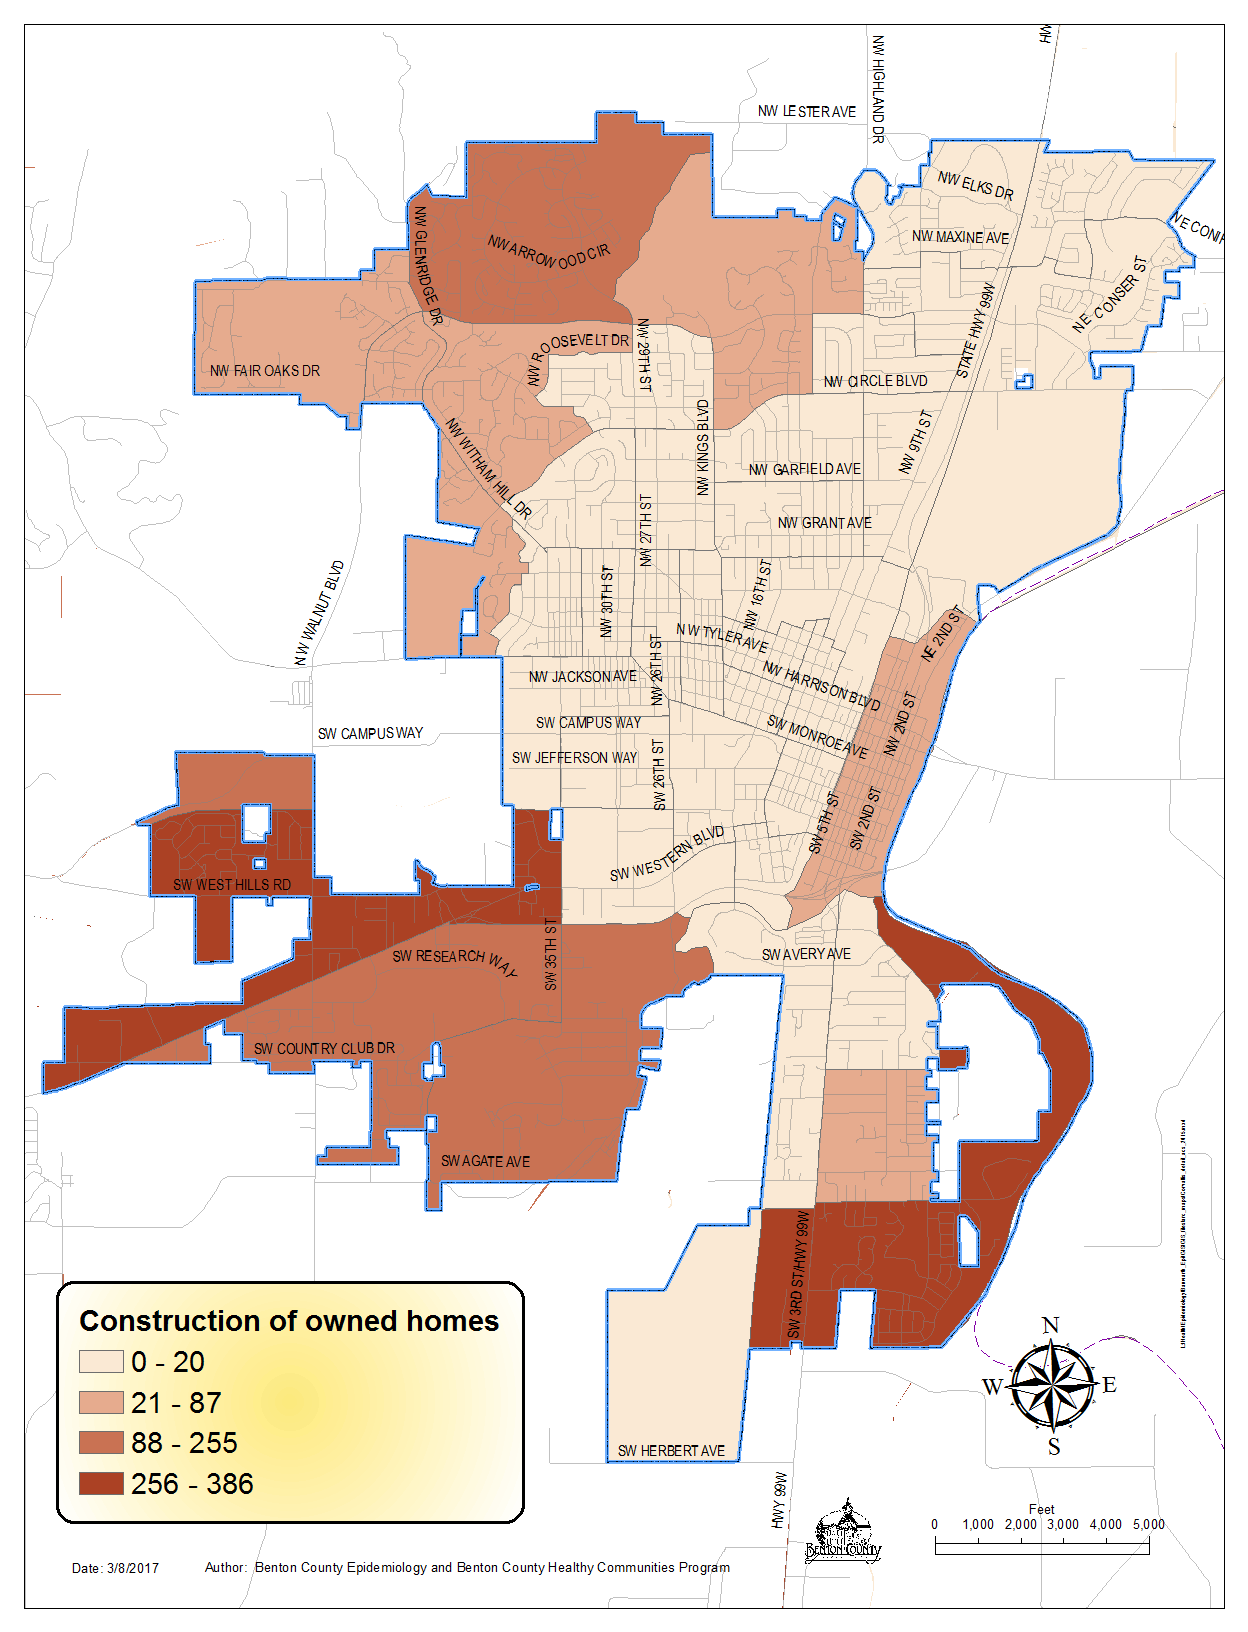 HW
NW HIGHLAND DR
NW LESTER AVE
NW ELKS DR
NW MAXINE AVE
NE CONIF
NE CONSER ST
STATE HWY 99W
NW GLENRIDGE DR
NW ARROWOOD CIR
NW ROOSEVELT DR
NW 29TH ST
NW FAIR OAKS DR
NW CIRCLE BLVD
NW KINGS BLVD
NW 9TH ST
NW WITHAM HILL DR
NW GARFIELD AVE
NW 27TH ST
NW GRANT AVE
NW WALNUT BLVD
NW 30TH ST
NW 16TH ST
NW TYLER AVE
NE 2ND ST
NW 26TH ST
NW JACKSON AVE
NW HARRISON BLVD
NW 2ND ST
SW CAMPUS WAY
SW CAMPUS WAY
SW MONROE AVE
SW JEFFERSON WAY
SW 26TH ST
SW 5TH ST
SW 2ND ST
SW WESTERN BLVD
SW WEST HILLS RD
SW RESEARCH WAY
SW 35TH ST
SW AVERY AVE
SW COUNTRY CLUB DR
SW AGATE AVE
SW 3RD ST/HWY 99W
SW HERBERT AVE
HWY 99W
Construction of owned homes
0 - 20
21 - 87
88 - 255
256 - 386
N
W E
S
Feet
0 1,000 2,000 3,000 4,000 5,000
BENTON COUNTY
Date: 3/8/2017 Author: Benton County Epidemiology and Benton County Healthy Communities Program